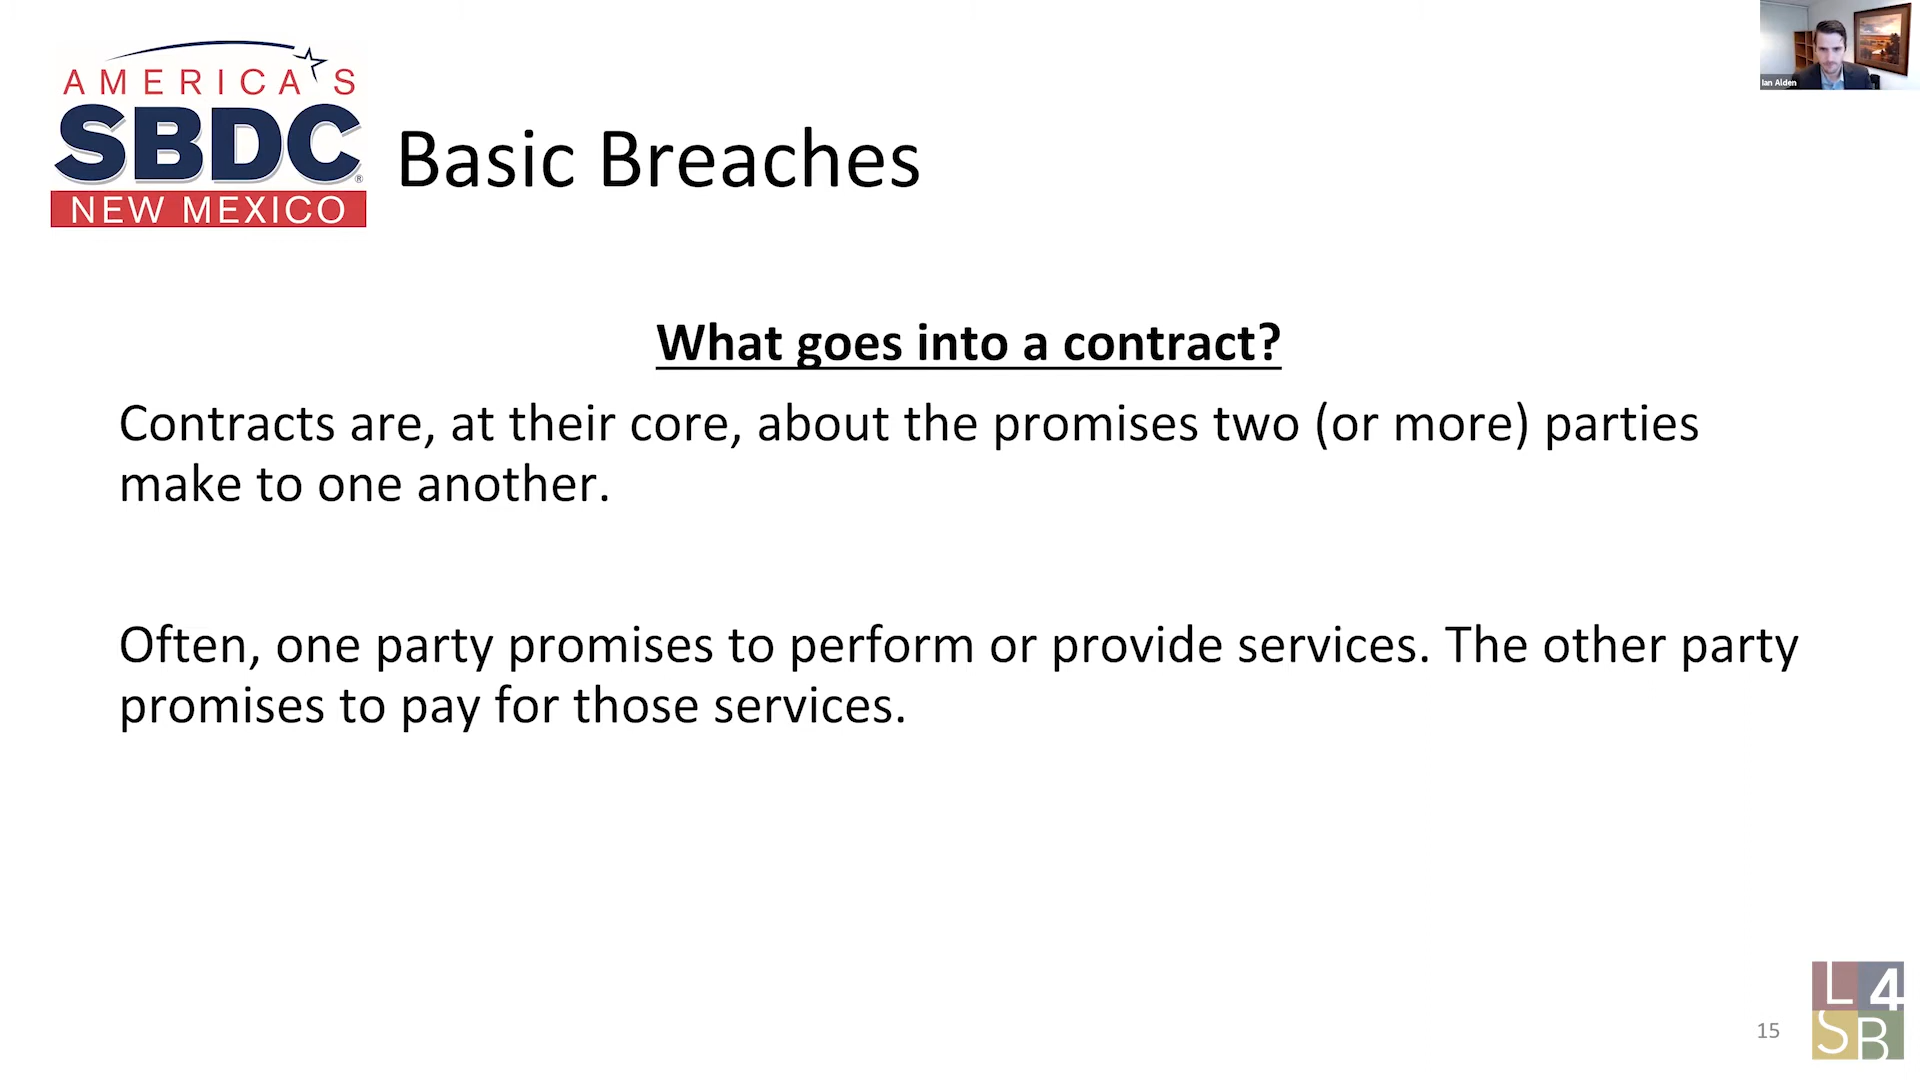 AMERICA'S
SBDC®
NEW MEXICO
Basic Breaches
Ian Alden
What goes into a contract?
Contracts are, at their core, about the promises two (or more) parties
make to one another.
Often, one party promises to perform or provide services. The other party
promises to pay for those services.
15
L4
SB